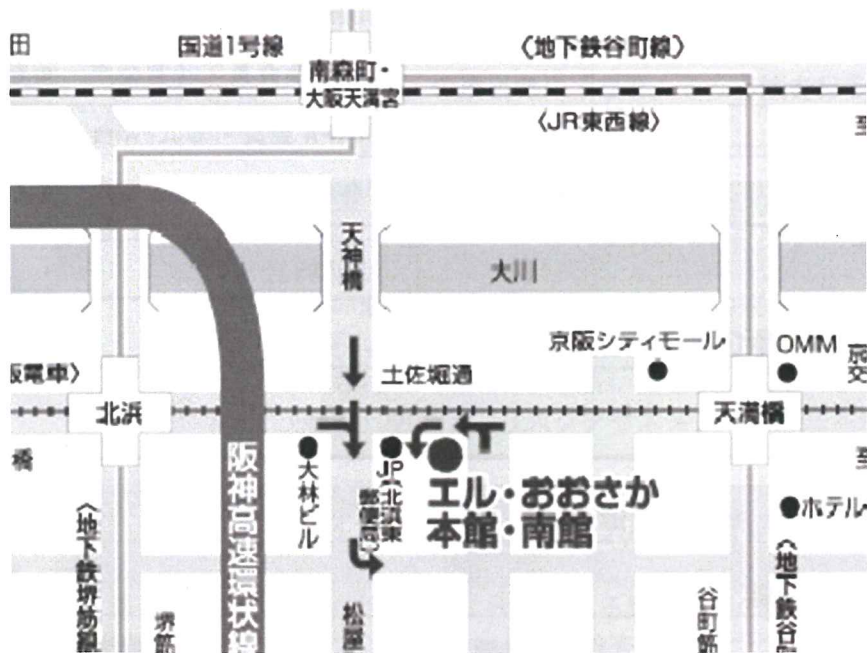 田
国道1号線
〈地下鉄谷町線〉
南森町・
大阪天満宮
〈JR東西線〉
至
天神橋
大川
京阪シティモール
OMM
京
交
阪電車〉
土佐堀通
北浜
天満橋
橋
大林ビル
JP
北浜東
郵便局
エル・おおさか
本館・南館
至
ホテル
阪神高速環状線
〈地下鉄堺筋線
堺筋
松屋
谷町筋
〈地下鉄谷町